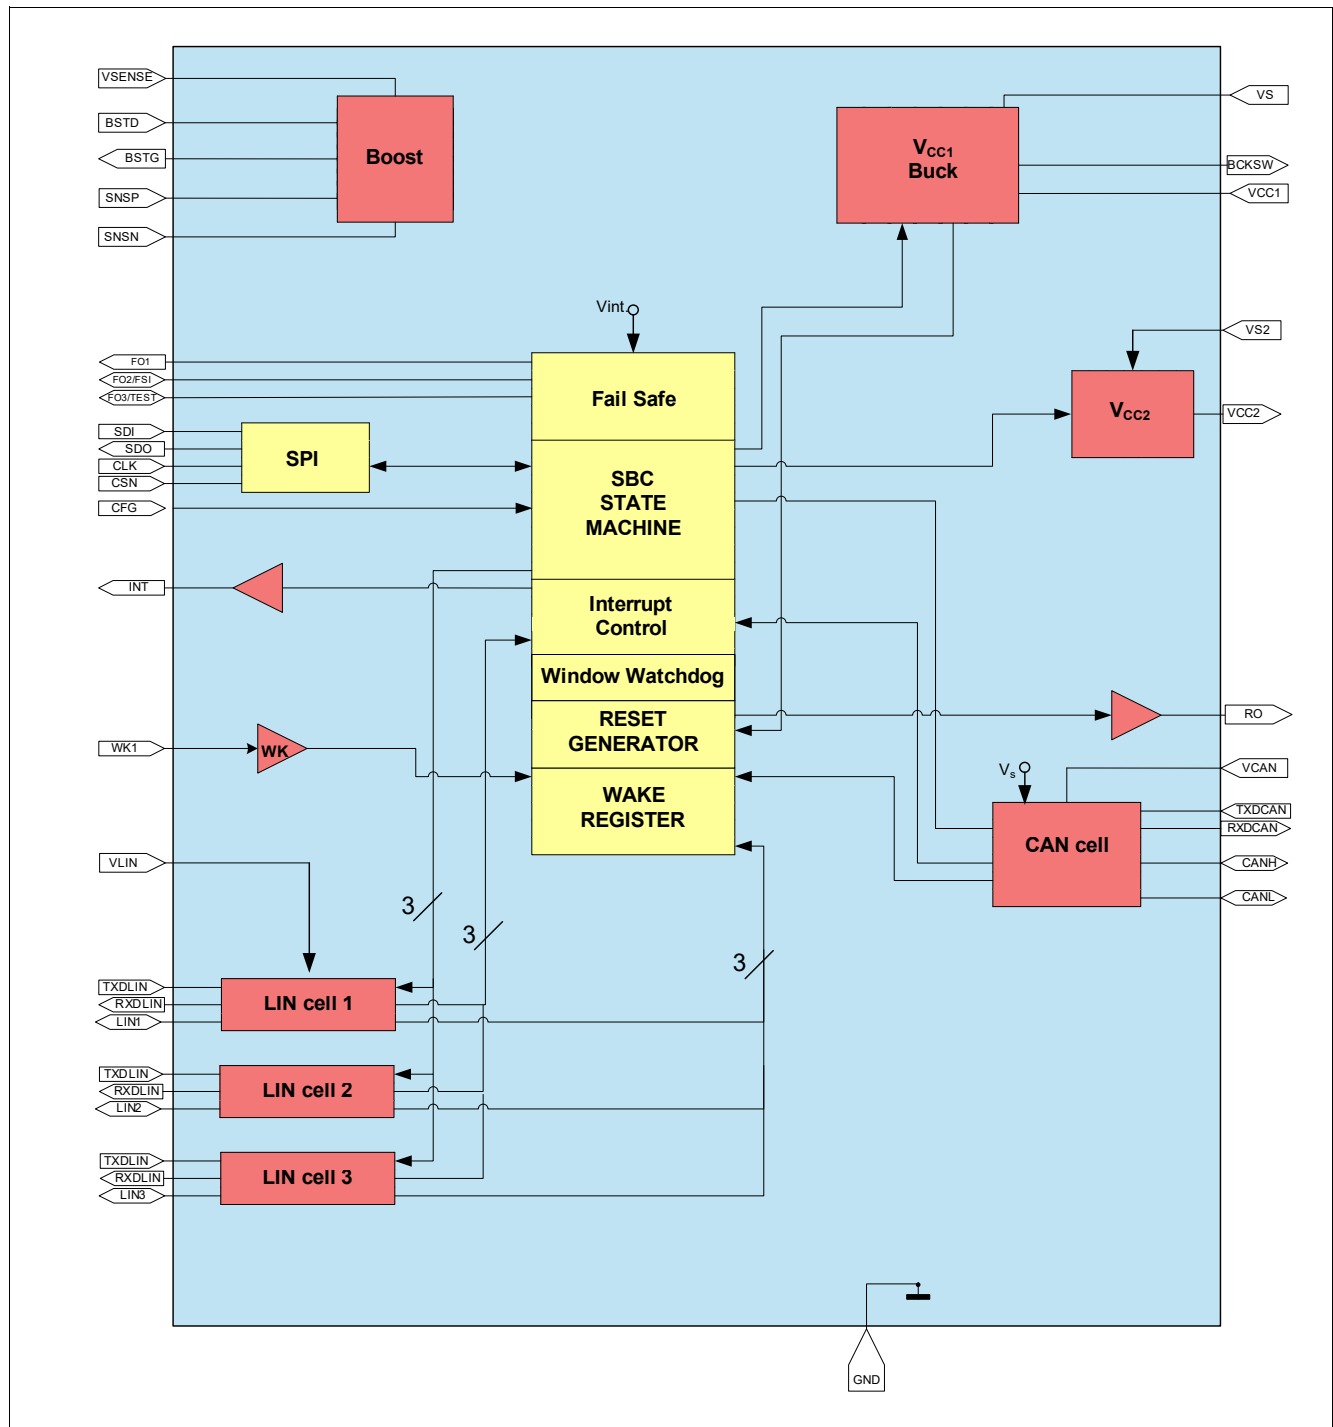 VSENSE
BSTD
BSTG
SNSP
SNSN
Boost
V_CC1
Buck
VS
BCKSW
VCC1
Vint.
VS2
V_CC2
VCC2
FO1
FO2/FSI
FO3/TEST
Fail Safe
SDI
SDO
CLK
CSN
CFG
SPI
SBC
STATE
MACHINE
INT
Interrupt
Control
Window Watchdog
RESET
GENERATOR
RO
WK1
WK
WAKE
REGISTER
V_s
VCAN
TXDCAN
RXDCAN
CANH
CANL
CAN cell
VLIN
3
3
3
TXDLIN
RXDLIN
LIN1
LIN cell 1
TXDLIN
RXDLIN
LIN2
LIN cell 2
TXDLIN
RXDLIN
LIN3
LIN cell 3
GND